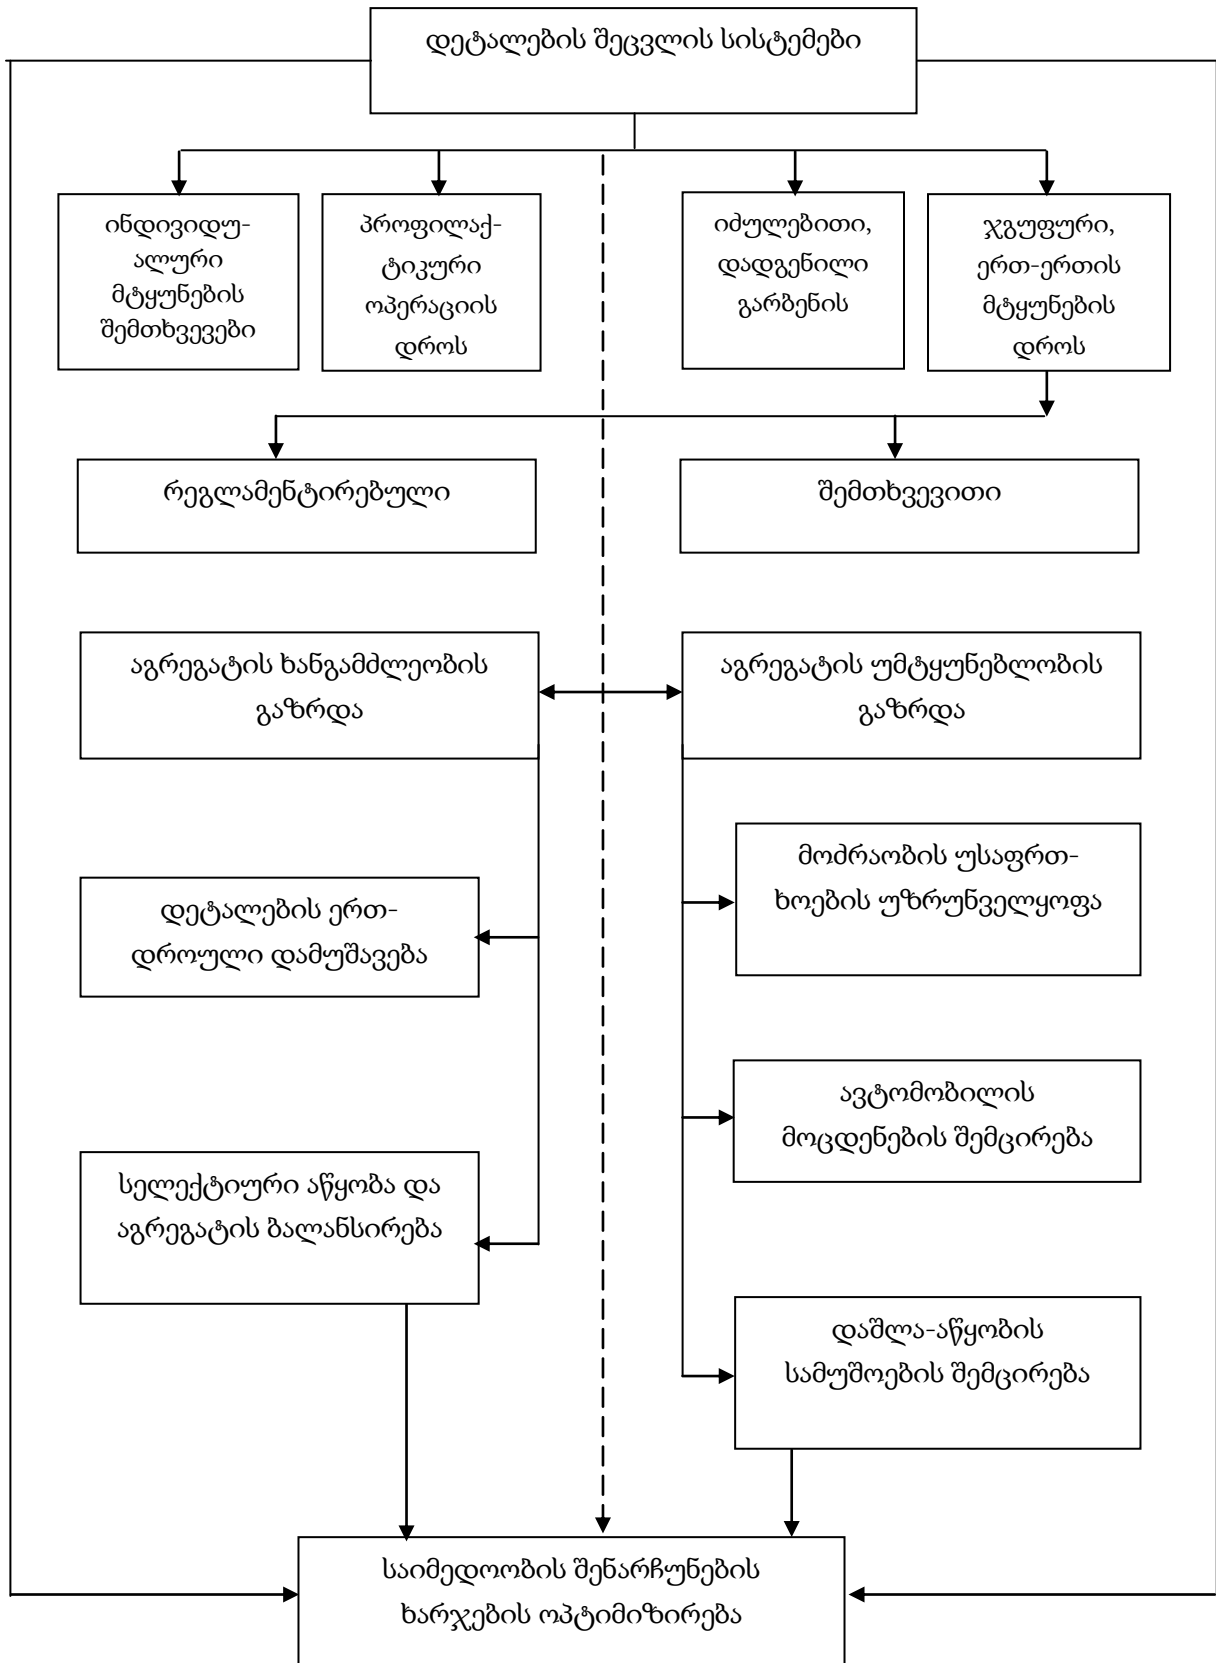 დეტალების შეცვლის სისტემები
ინდივიდუ-
ალური
მტყუნების
შემთხვევები
პროფილაქ-
ტიკური
ოპერაციის
დროს
იძულებითი,
დადგენილი
გარბენის
ჯგუფური,
ერთ-ერთის
მტყუნების
დროს
რეგლამენტირებული
შემთხვევითი
აგრეგატის ხანგამძლეობის
გაზრდა
აგრეგატის უმტყუნებლობის
გაზრდა
მოძრაობის უსაფრთ-
ხოების უზრუნველყოფა
დეტალების ერთ-
დროული დამუშავება
ავტომობილის
მოცდენების შემცირება
სელექტიური აწყობა და
აგრეგატის ბალანსირება
დაშლა-აწყობის
სამუშოების შემცირება
საიმედოობის შენარჩუნების
ხარჯების ოპტიმიზირება